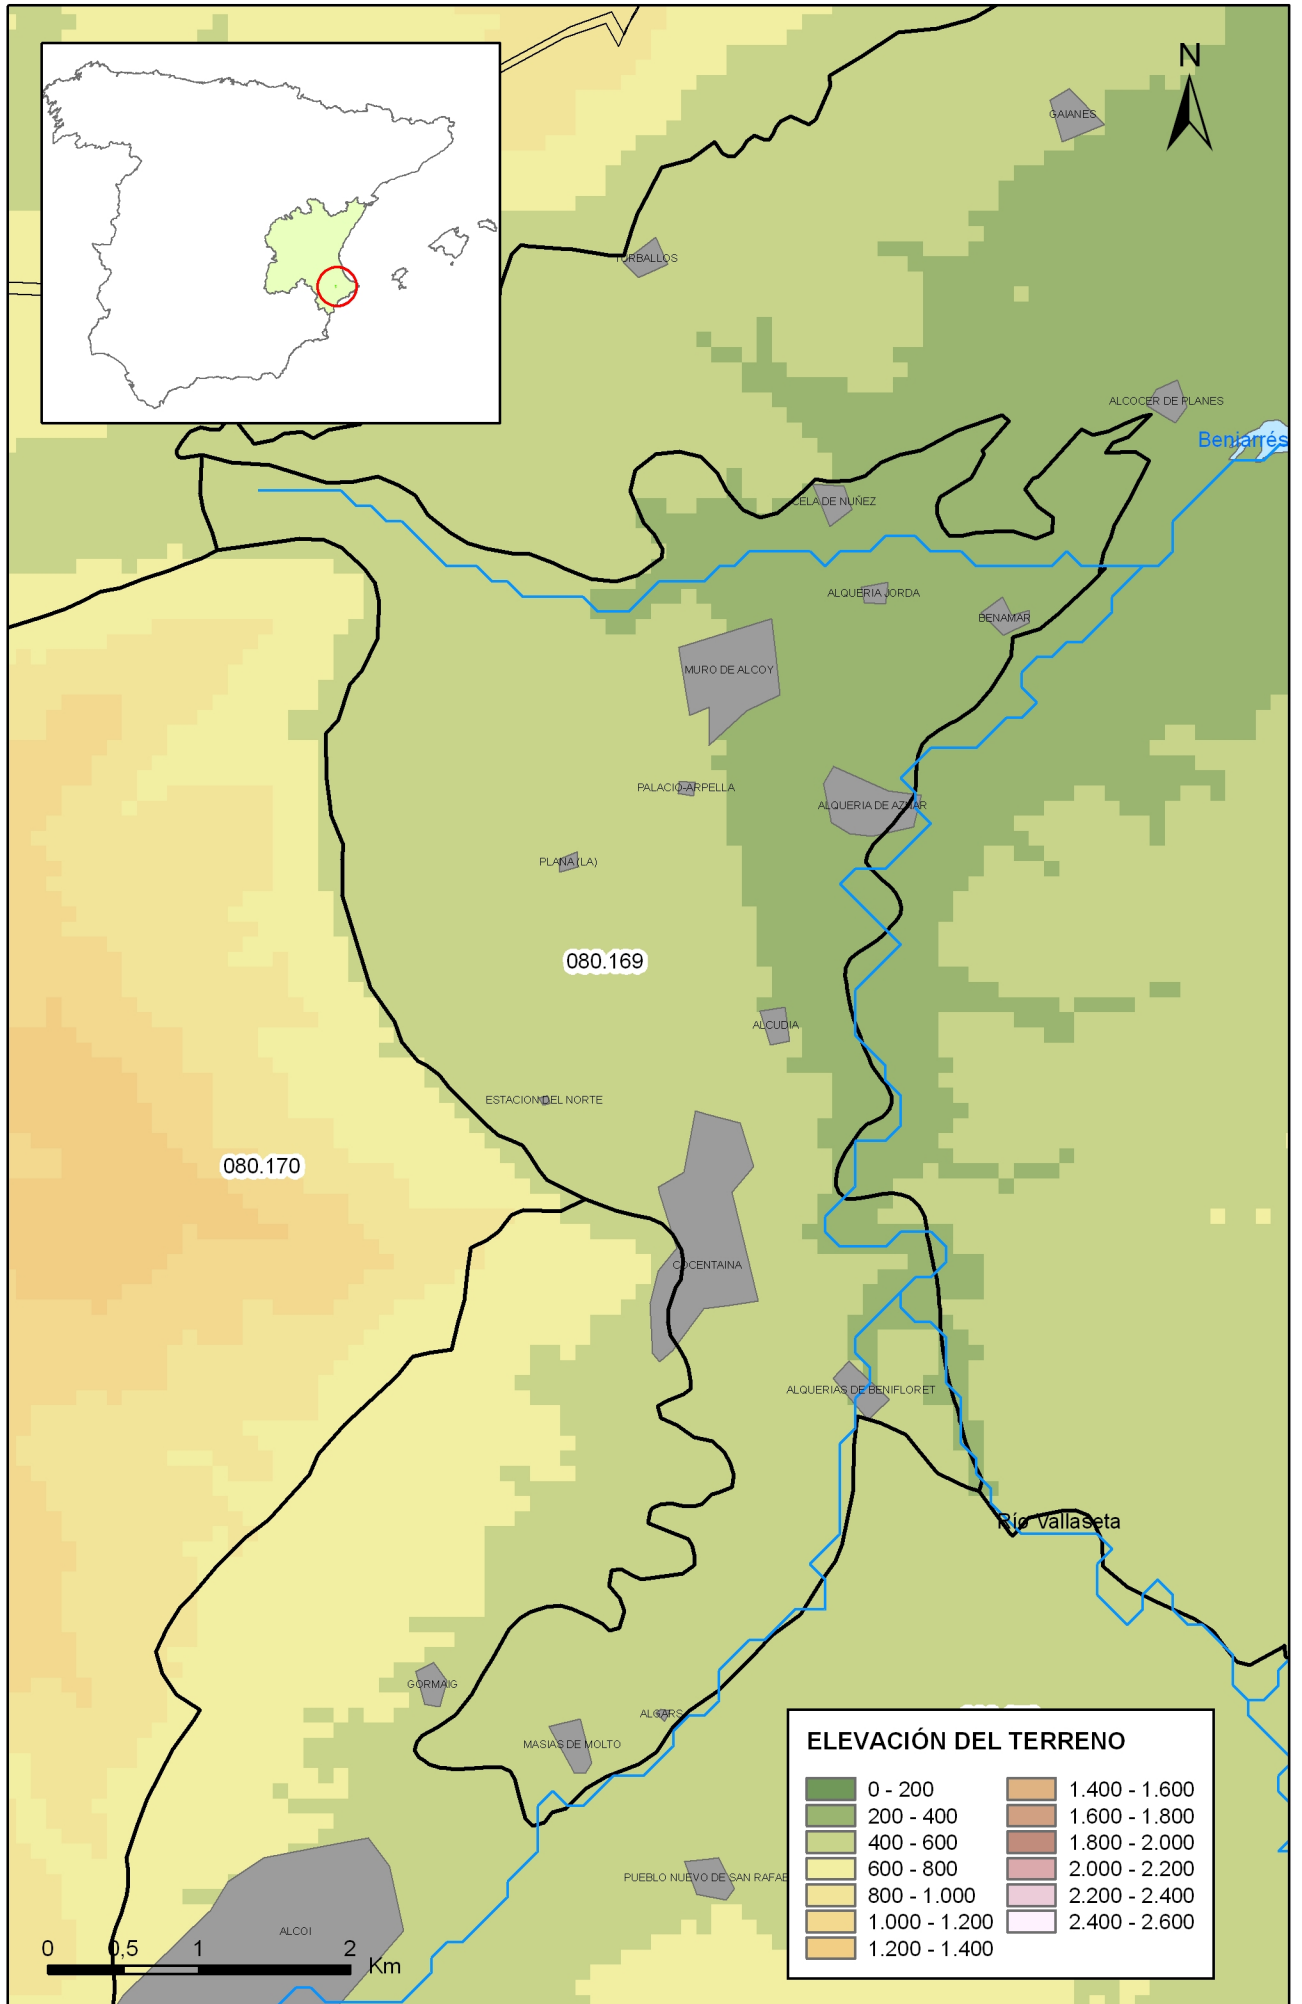 N
GAIANES
TURBALLOS
ALCOCER DE PLANES
Beniarrés
CELA DE NUÑEZ
ALQUERIA JORDA
BENAMAR
MURO DE ALCOY
PALACIO-ARPELLA
ALQUERIA DE AZNAR
PLANA (LA)
080.169
ALCUDIA
ESTACION DEL NORTE
080.170
COCENTAINA
ALQUERIAS DE BENIFLORET
Río Vallaseta
GORMAIG
ALGARS
MASIAS DE MOLTO
PUEBLO NUEVO DE SAN RAFAE
ALCOI
0 0,5 1 2 Km
ELEVACIÓN DEL TERRENO
0 - 200
200 - 400
400 - 600
600 - 800
800 - 1.000
1.000 - 1.200
1.200 - 1.400
1.400 - 1.600
1.600 - 1.800
1.800 - 2.000
2.000 - 2.200
2.200 - 2.400
2.400 - 2.600